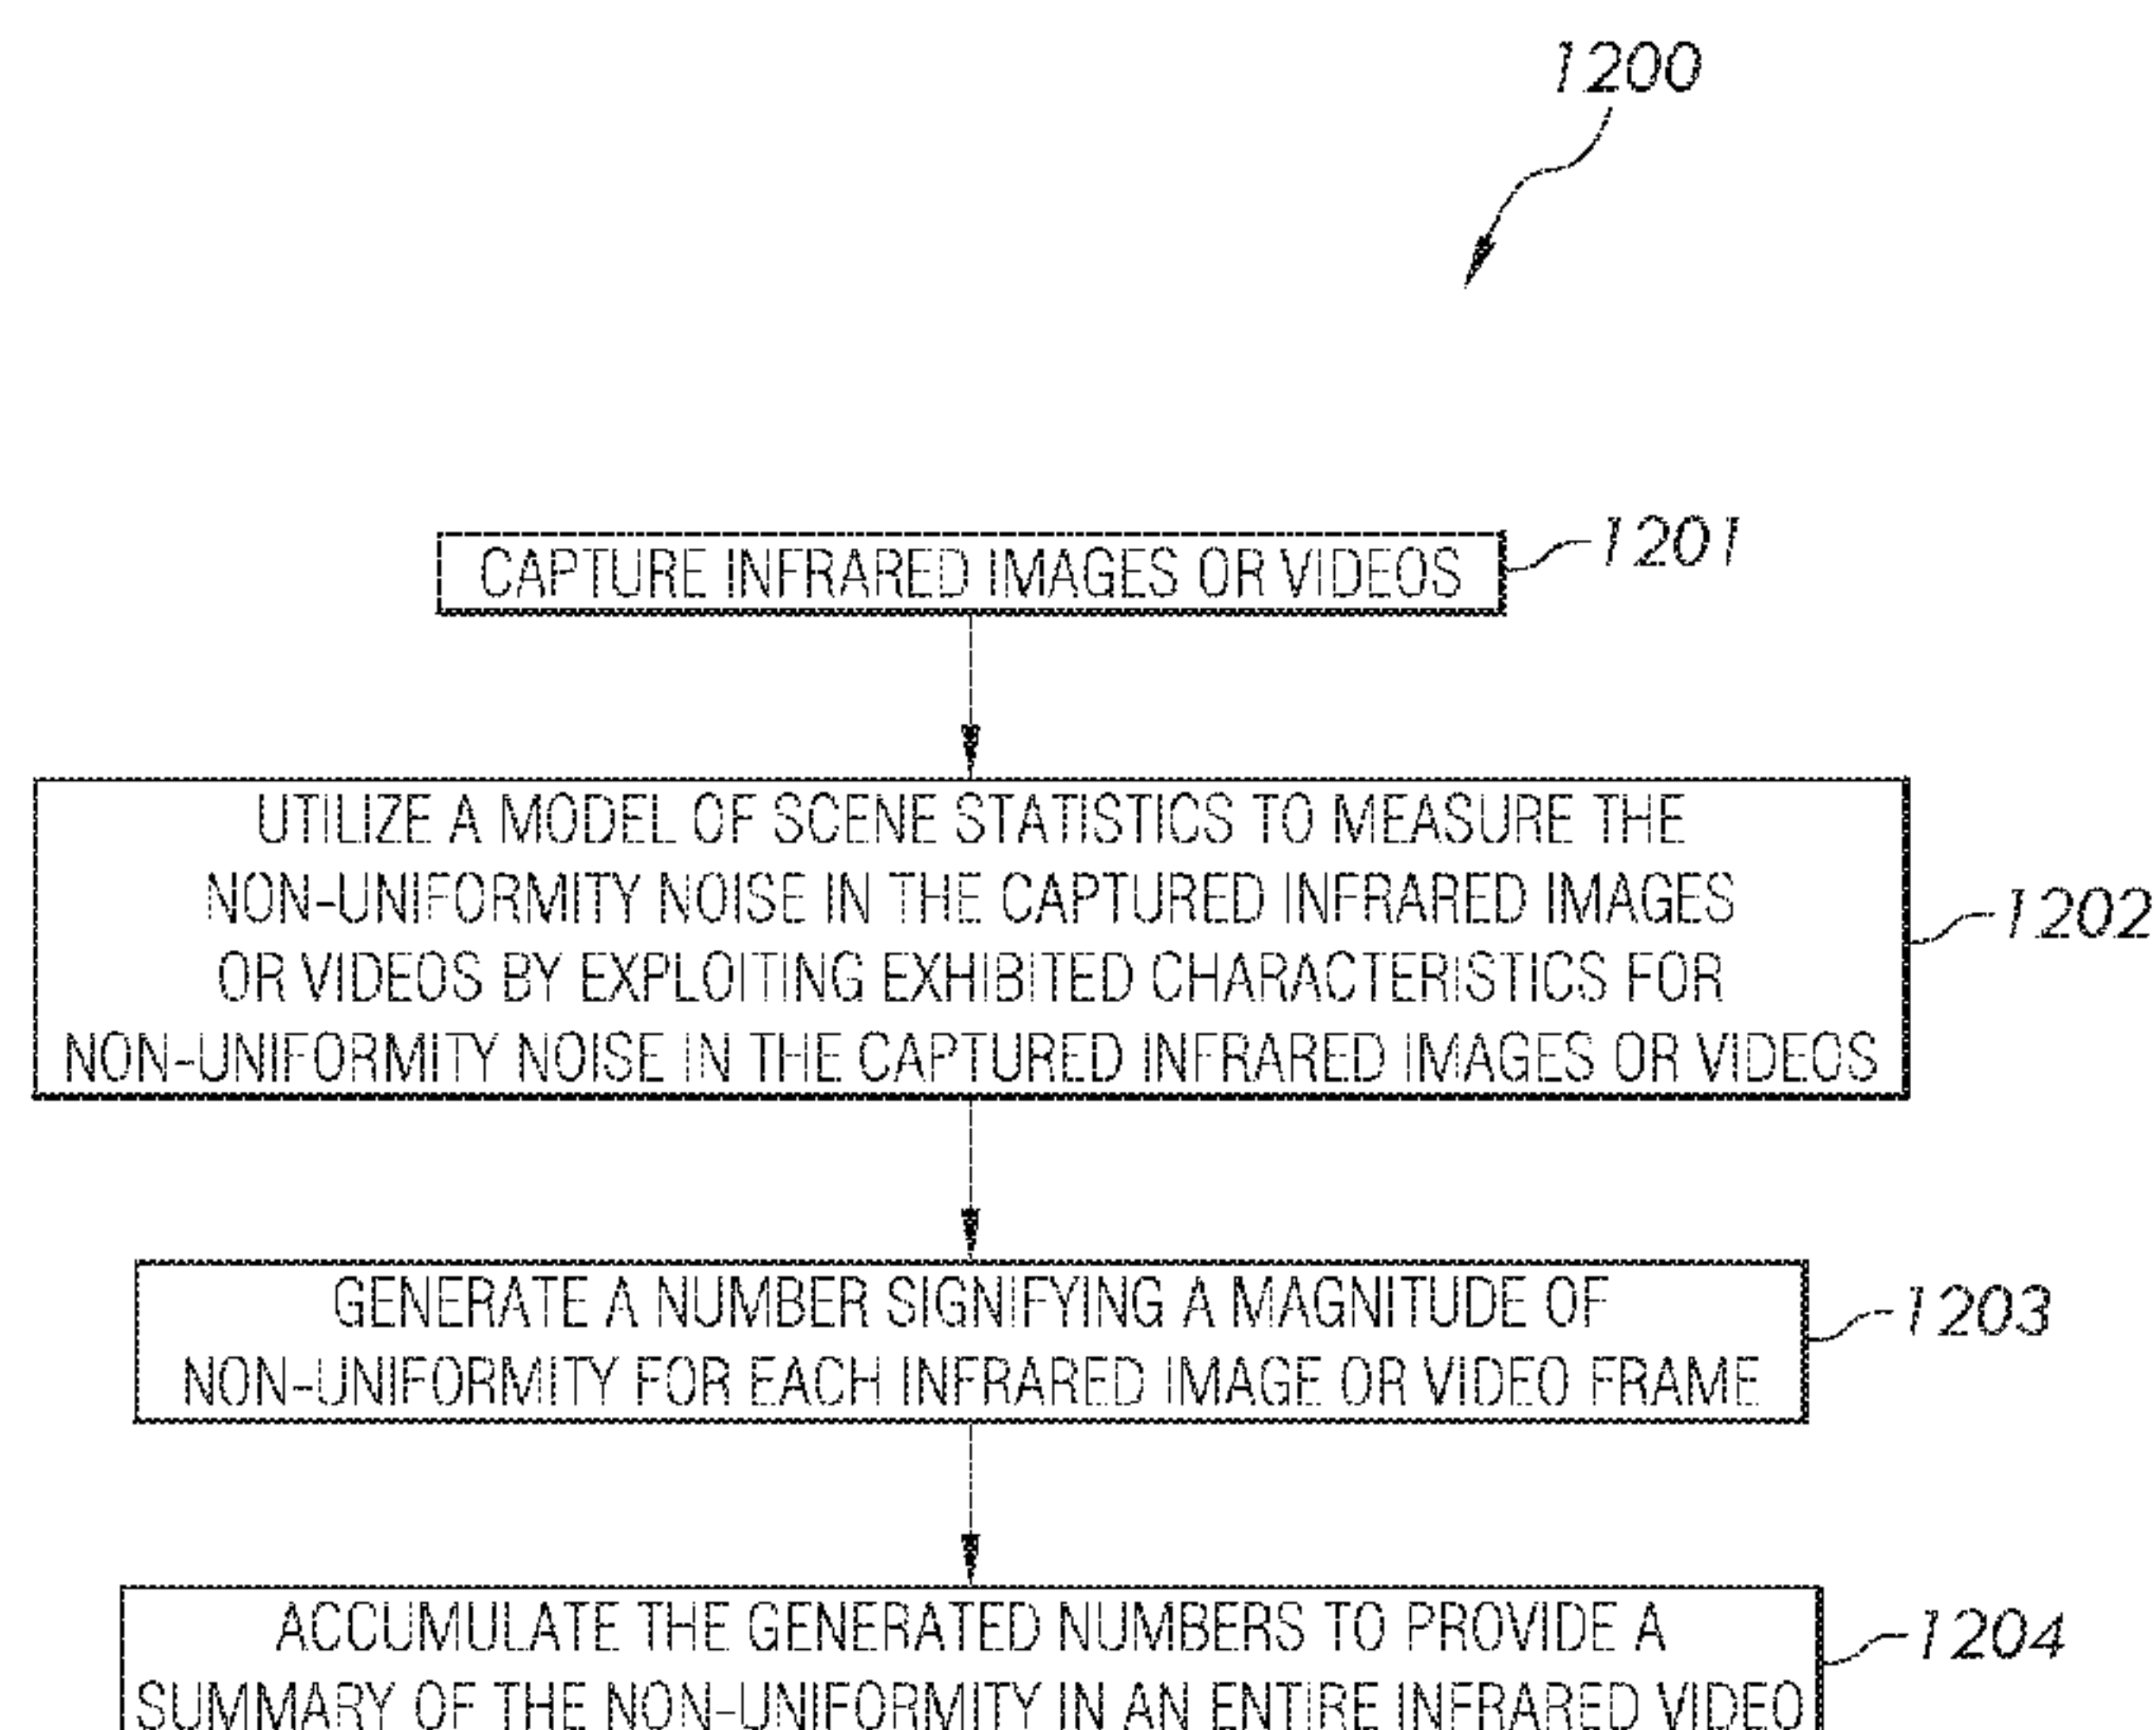 1200
CAPTURE INFRARED IMAGES OR VIDEOS
1201
UTILIZE A MODEL OF SCENE STATISTICS TO MEASURE THE
NON-UNIFORMITY NOISE IN THE CAPTURED INFRARED IMAGES
OR VIDEOS BY EXPLOITING EXHIBITED CHARACTERISTICS FOR
NON-UNIFORMITY NOISE IN THE CAPTURED INFRARED IMAGES OR VIDEOS
1202
GENERATE A NUMBER SIGNIFYING A MAGNITUDE OF
NON-UNIFORMITY FOR EACH INFRARED IMAGE OR VIDEO FRAME
1203
ACCUMULATE THE GENERATED NUMBERS TO PROVIDE A
SUMMARY OF THE NON-UNIFORMITY IN AN ENTIRE INFRARED VIDEO
1204